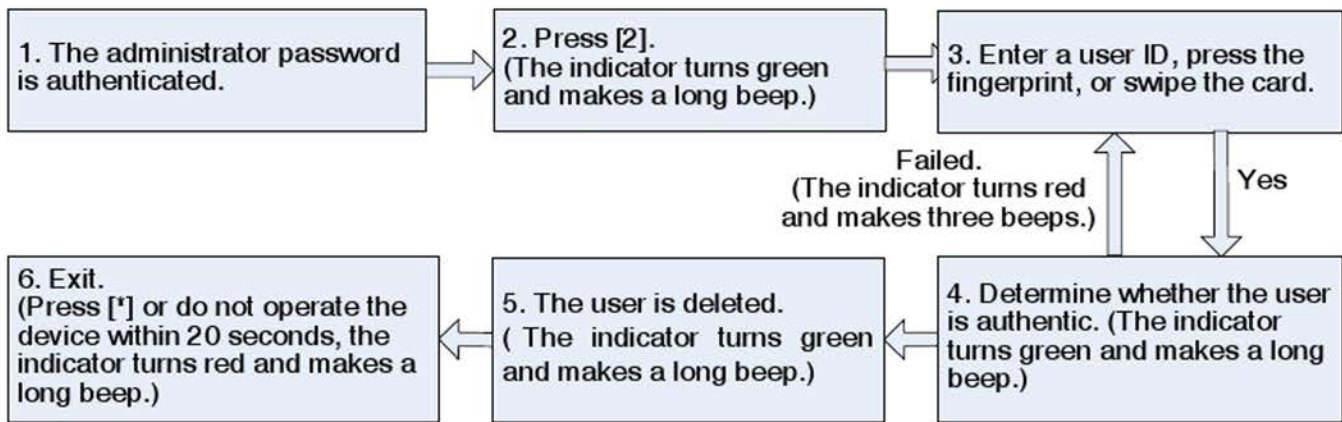 1. The administrator password
is authenticated.
2. Press [2].
(The indicator turns green
and makes a long beep.)
3. Enter a user ID, press the
fingerprint, or swipe the card.
Failed.
(The indicator turns red
and makes three beeps.)
Yes
4. Determine whether the user
is authentic. (The indicator
turns green and makes a long
beep.)
5. The user is deleted.
( The indicator turns green
and makes a long beep.)
6. Exit.
(Press [*] or do not operate the
device within 20 seconds, the
indicator turns red and makes a
long beep.)